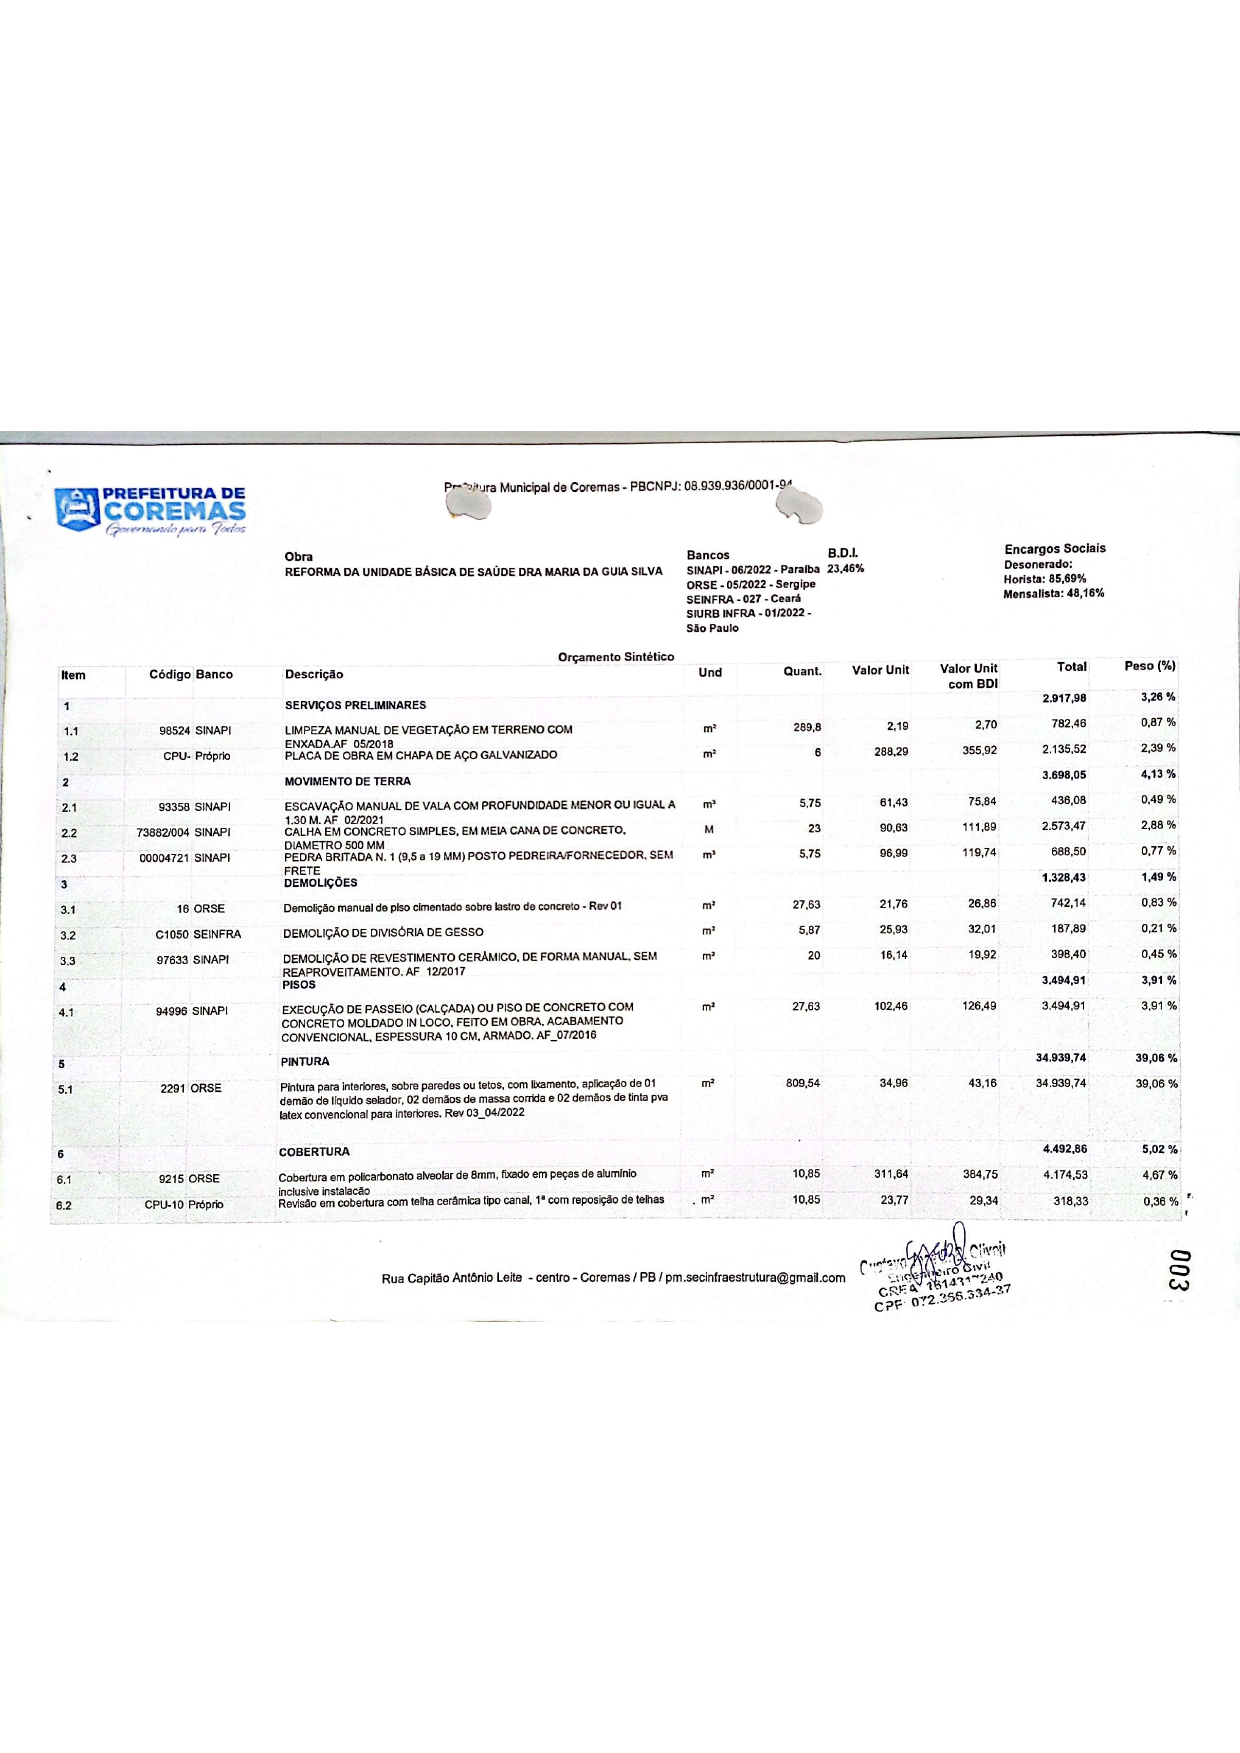 PREFEITURA DE
COREMAS
Governando para Todos
Prefeitura Municipal de Coremas - PBCNPJ: 08.939.936/0001-94
Obra
REFORMA DA UNIDADE BÁSICA DE SAÚDE DRA MARIA DA GUIA SILVA
Bancos
SINAPI - 06/2022 - Paraíba
ORSE - 05/2022 - Sergipe
SEINFRA - 027 - Ceará
SIURB INFRA - 01/2022 -
São Paulo
B.D.I.
23,46%
Encargos Sociais
Desonerado:
Horista: 85,69%
Mensalista: 48,16%
Orçamento Sintético
Item Código Banco Descrição Und Quant. Valor Unit Valor Unit com BDI Total Peso (%)
1 SERVIÇOS PRELIMINARES 2.917,98 3,26 %
1.1 98524 SINAPI LIMPEZA MANUAL DE VEGETAÇÃO EM TERRENO COM m² 289,8 2,19 2,70 782,46 0,87 %
ENXADA.AF_05/2018
1.2 CPU- Próprio PLACA DE OBRA EM CHAPA DE AÇO GALVANIZADO m² 6 288,29 355,92 2.135,52 2,39 %
2 MOVIMENTO DE TERRA 3.698,05 4,13 %
2.1 93358 SINAPI ESCAVAÇÃO MANUAL DE VALA COM PROFUNDIDADE MENOR OU IGUAL A m³ 5,75 61,43 75,84 436,08 0,49 %
1,30 M. AF_02/2021
2.2 73882/004 SINAPI CALHA EM CONCRETO SIMPLES, EM MEIA CANA DE CONCRETO, M 23 90,63 111,89 2.573,47 2,88 %
DIAMETRO 500 MM
2.3 00004721 SINAPI PEDRA BRITADA N. 1 (9,5 a 19 MM) POSTO PEDREIRA/FORNECEDOR, SEM m³ 5,75 96,99 119,74 688,50 0,77 %
FRETE
3 DEMOLIÇÕES 1.328,43 1,49 %
3.1 16 ORSE Demolição manual de piso cimentado sobre lastro de concreto - Rev 01 m² 27,63 21,76 26,86 742,14 0,83 %
3.2 C1050 SEINFRA DEMOLIÇÃO DE DIVISÓRIA DE GESSO m² 5,87 25,93 32,01 187,89 0,21 %
3.3 97633 SINAPI DEMOLIÇÃO DE REVESTIMENTO CERÂMICO, DE FORMA MANUAL, SEM m² 20 16,14 19,92 398,40 0,45 %
REAPROVEITAMENTO. AF_12/2017
4 PISOS 3.494,91 3,91 %
4.1 94996 SINAPI EXECUÇÃO DE PASSEIO (CALÇADA) OU PISO DE CONCRETO COM m² 27,63 102,46 126,49 3.494,91 3,91 %
CONCRETO MOLDADO IN LOCO, FEITO EM OBRA, ACABAMENTO
CONVENCIONAL, ESPESSURA 10 CM, ARMADO. AF_07/2016
5 PINTURA 34.939,74 39,06 %
5.1 2291 ORSE Pintura para interiores, sobre paredes ou tetos, com lixamento, aplicação de 01 m² 809,54 34,96 43,16 34.939,74 39,06 %
demão de líquido selador, 02 demãos de massa corrida e 02 demãos de tinta pva
latex convencional para interiores. Rev 03_04/2022
6 COBERTURA 4.492,86 5,02 %
6.1 9215 ORSE Cobertura em policarbonato alveolar de 8mm, fixado em peças de alumínio m² 10,85 311,64 384,75 4.174,53 4,67 %
inclusive instalação
6.2 CPU-10 Próprio Revisão em cobertura com telha cerâmica tipo canal, 1ª com reposição de telhas m² 10,85 23,77 29,34 318,33 0,36 %
Rua Capitão Antônio Leite - centro - Coremas / PB / pm.secinfraestrutura@gmail.com
Engenheiro Civil
CREA
CPF: 072.356.334-37
003